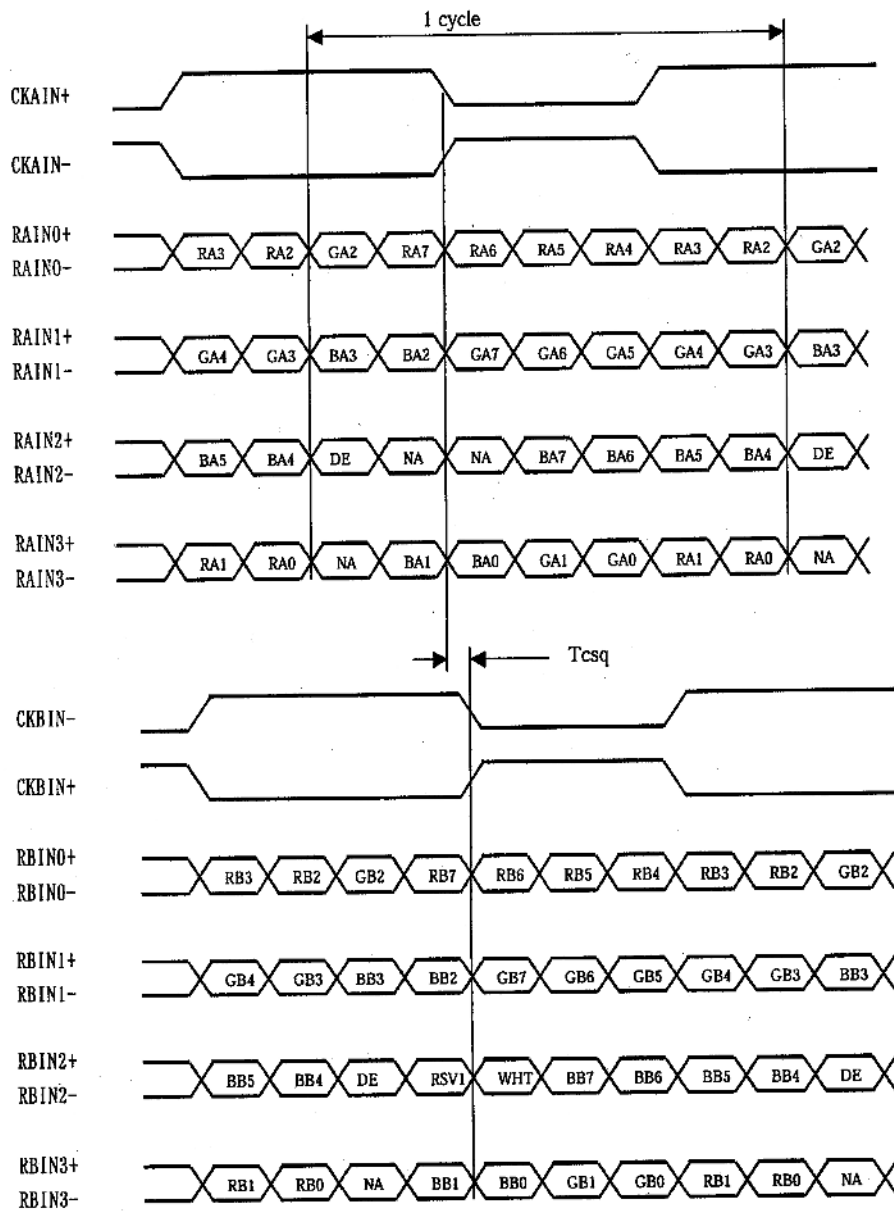 1 cycle
CKAIN+
CKAIN-
RAIN0+
RA3 RA2 GA2 RA7 RA6 RA5 RA4 RA3 RA2 GA2
RAIN0-
RAIN1+
GA4 GA3 BA3 BA2 GA7 GA6 GA5 GA4 GA3 BA3
RAIN1-
RAIN2+
BA5 BA4 DE NA NA BA7 BA6 BA5 BA4 DE
RAIN2-
RAIN3+
RA1 RA0 NA BA1 BA0 GA1 GA0 RA1 RA0 NA
RAIN3-
Tcsq
CKBIN-
CKBIN+
RBIN0+
RB3 RB2 GB2 RB7 RB6 RB5 RB4 RB3 RB2 GB2
RBIN0-
RBIN1+
GB4 GB3 BB3 BB2 GB7 GB6 GB5 GB4 GB3 BB3
RBIN1-
RBIN2+
BB5 BB4 DE RSV1 WHT BB7 BB6 BB5 BB4 DE
RBIN2-
RBIN3+
RB1 RB0 NA BB1 BB0 GB1 GB0 RB1 RB0 NA
RBIN3-